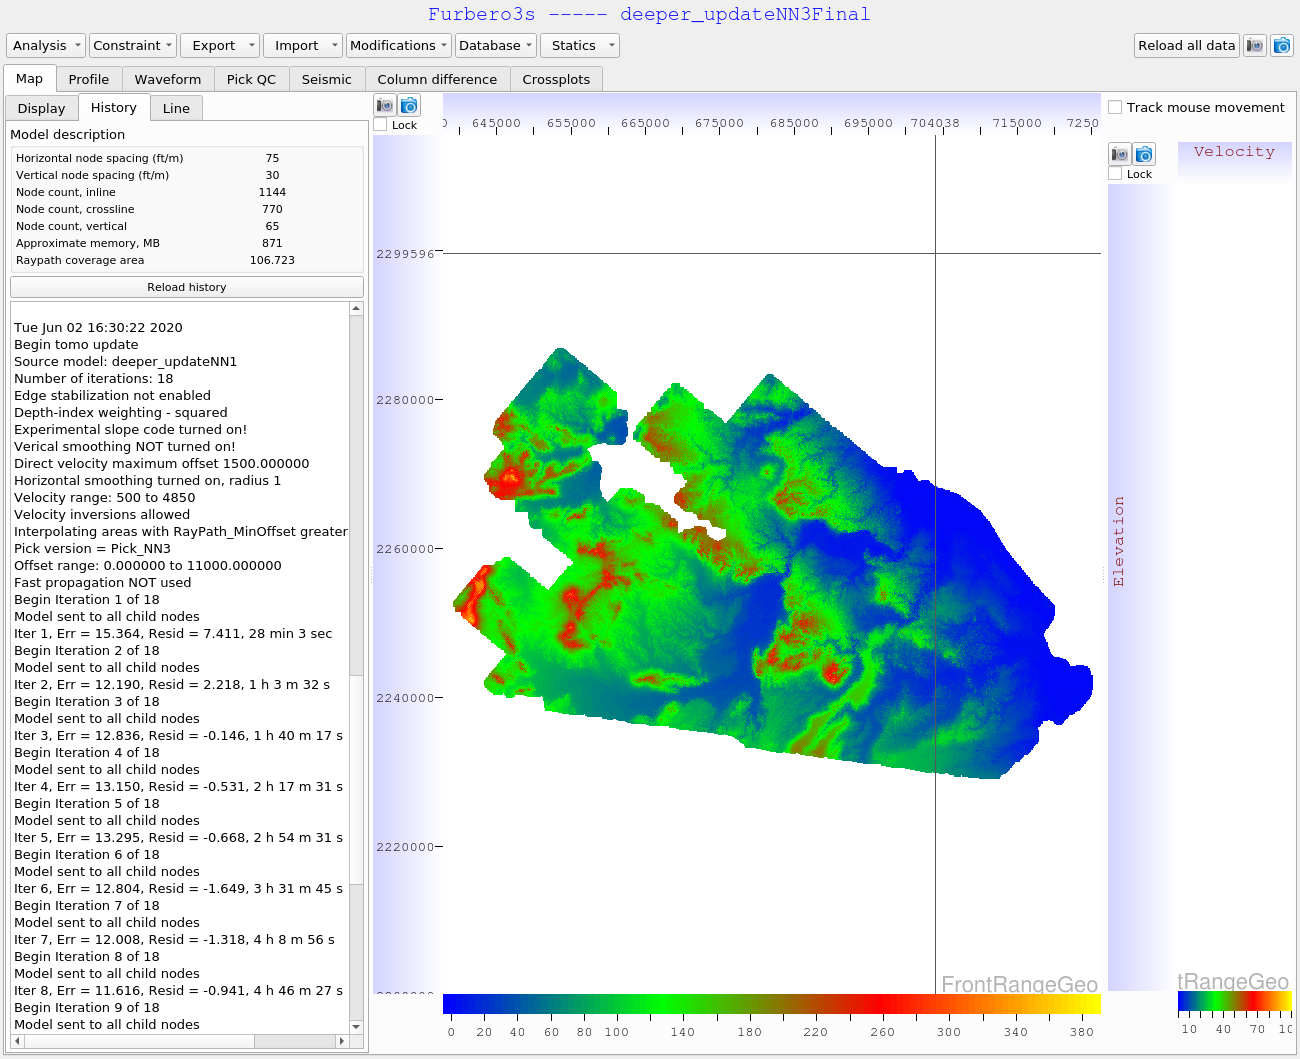 Furbero3s ----- deeper_updateNN3Final
Analysis Constraint Export Import Modifications Database Statics Reload all data
Map Profile Waveform Pick QC Seismic Column difference Crossplots
Display History Line
Model description
Horizontal node spacing (ft/m) 75
Vertical node spacing (ft/m) 30
Node count, inline 1144
Node count, crossline 770
Node count, vertical 65
Approximate memory, MB 871
Raypath coverage area 106.723
Reload history
Tue Jun 02 16:30:22 2020
Begin tomo update
Source model: deeper_updateNN1
Number of iterations: 18
Edge stabilization not enabled
Depth-index weighting - squared
Experimental slope code turned on!
Verical smoothing NOT turned on!
Direct velocity maximum offset 1500.000000
Horizontal smoothing turned on, radius 1
Velocity range: 500 to 4850
Velocity inversions allowed
Interpolating areas with RayPath_MinOffset greater
Pick version = Pick_NN3
Offset range: 0.000000 to 11000.000000
Fast propagation NOT used
Begin Iteration 1 of 18
Model sent to all child nodes
Iter 1, Err = 15.364, Resid = 7.411, 28 min 3 sec
Begin Iteration 2 of 18
Model sent to all child nodes
Iter 2, Err = 12.190, Resid = 2.218, 1 h 3 m 32 s
Begin Iteration 3 of 18
Model sent to all child nodes
Iter 3, Err = 12.836, Resid = -0.146, 1 h 40 m 17 s
Begin Iteration 4 of 18
Model sent to all child nodes
Iter 4, Err = 13.150, Resid = -0.531, 2 h 17 m 31 s
Begin Iteration 5 of 18
Model sent to all child nodes
Iter 5, Err = 13.295, Resid = -0.668, 2 h 54 m 31 s
Begin Iteration 6 of 18
Model sent to all child nodes
Iter 6, Err = 12.804, Resid = -1.649, 3 h 31 m 45 s
Begin Iteration 7 of 18
Model sent to all child nodes
Iter 7, Err = 12.008, Resid = -1.318, 4 h 8 m 56 s
Begin Iteration 8 of 18
Model sent to all child nodes
Iter 8, Err = 11.616, Resid = -0.941, 4 h 46 m 27 s
Begin Iteration 9 of 18
Model sent to all child nodes
Lock
645000 655000 665000 675000 685000 695000 704038 715000 7250
2299596
2280000
2260000
2240000
2220000
FrontRangeGeo
0 20 40 60 80 100 140 180 220 260 300 340 380
Track mouse movement
Lock
Velocity
Elevation
tRangeGeo
10 40 70